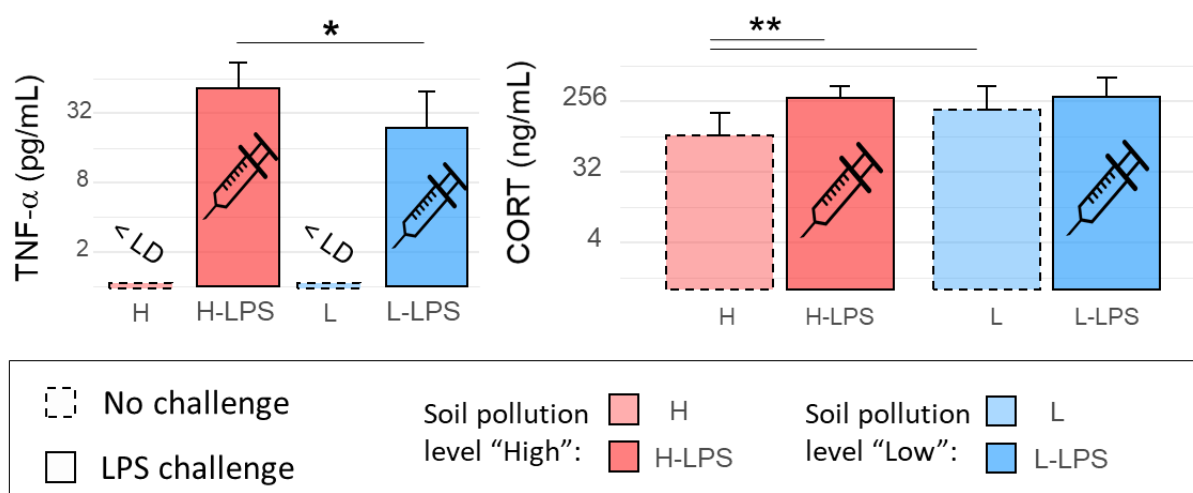 *
**
TNF-α (pg/mL)
32
8
2
< LD
< LD
H
H-LPS
L
L-LPS
CORT (ng/mL)
256
32
4
H
H-LPS
L
L-LPS
No challenge
LPS challenge
Soil pollution
level “High”:
H
H-LPS
Soil pollution
level “Low”:
L
L-LPS